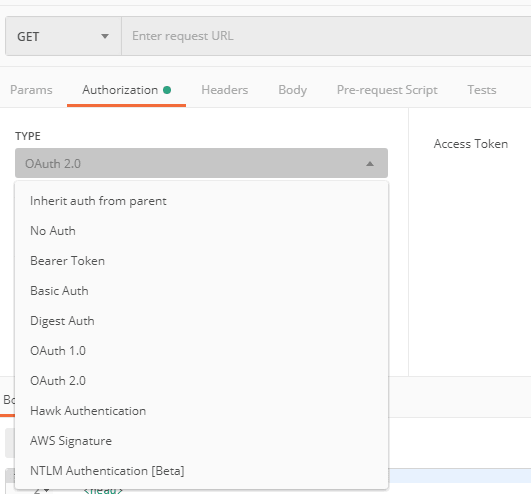 GET Enter request URL
Params Authorization Headers Body Pre-request Script Tests
TYPE
OAuth 2.0
Access Token
Inherit auth from parent
No Auth
Bearer Token
Basic Auth
Digest Auth
OAuth 1.0
OAuth 2.0
Hawk Authentication
AWS Signature
NTLM Authentication [Beta]
2 <head>